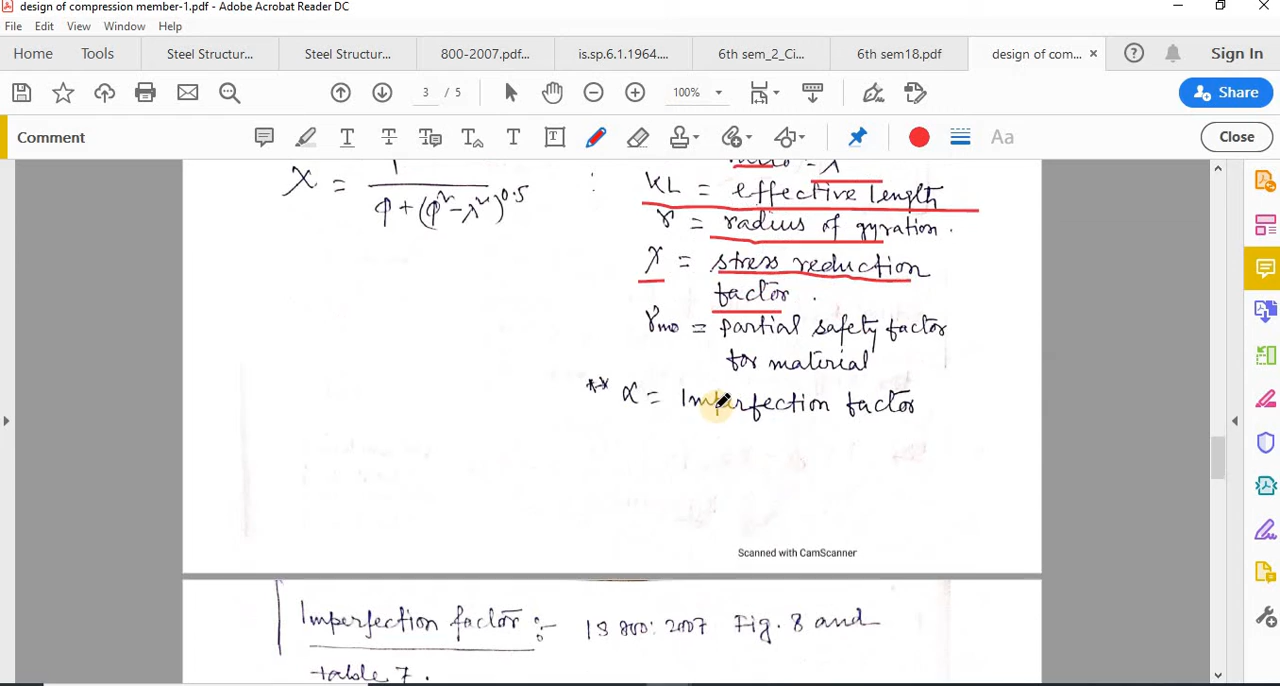 design of compression member-1.pdf - Adobe Acrobat Reader DC
File Edit View Window Help
Home Tools Steel Structur... Steel Structur... 800-2007.pdf... is.sp.6.1.1964.... 6th sem_2_Ci... 6th sem18.pdf design of com... × Sign In
3 / 5 100% Share
Comment Aa Close
χ = 1 / φ + (φ² - λ²)^0.5 :
KL = effective length
r = radius of gyration.
χ = stress reduction
factor.
γmo = partial safety factor
for material
** α = Imperfection factor
Scanned with CamScanner
Imperfection factor :- IS 800: 2007 Fig. 8 and
table 7.